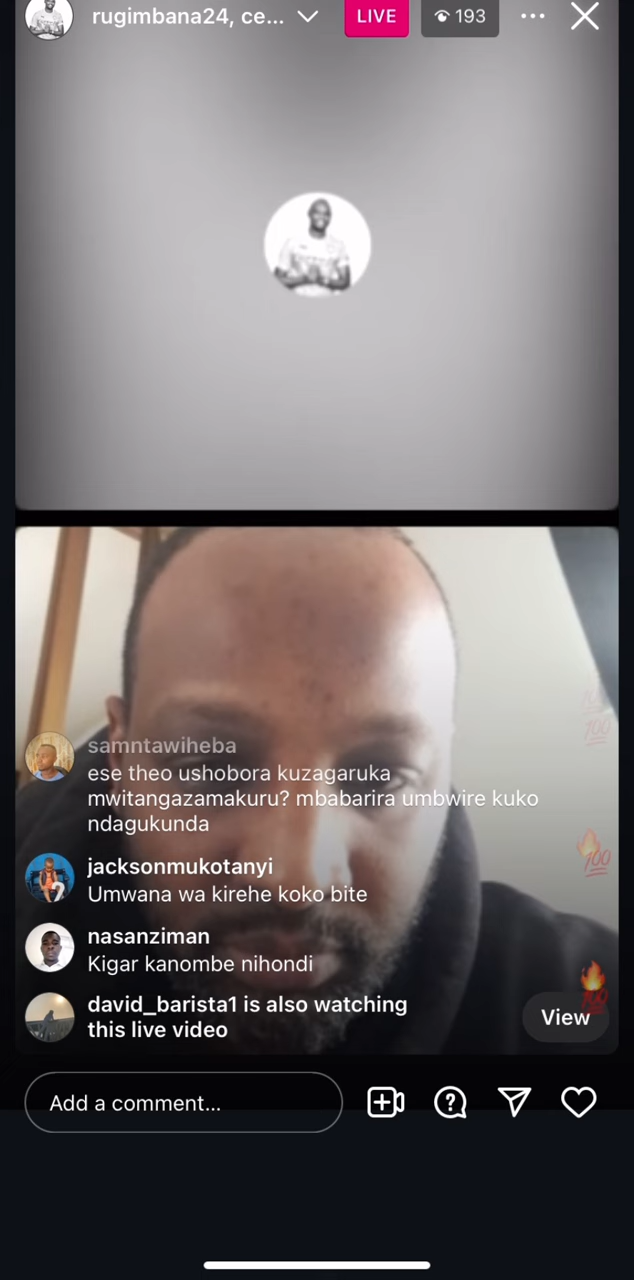 rugimbana24, ce...
LIVE
193
samntawiheba
ese theo ushobora kuzagaruka
mwitangazamakuru? mbabarira umbwire kuko
ndagukunda
jacksonmukotanyi
Umwana wa kirehe koko bite
nasanziman
Kigar kanombe nihondi
david_barista1 is also watching
this live video
View
Add a comment...